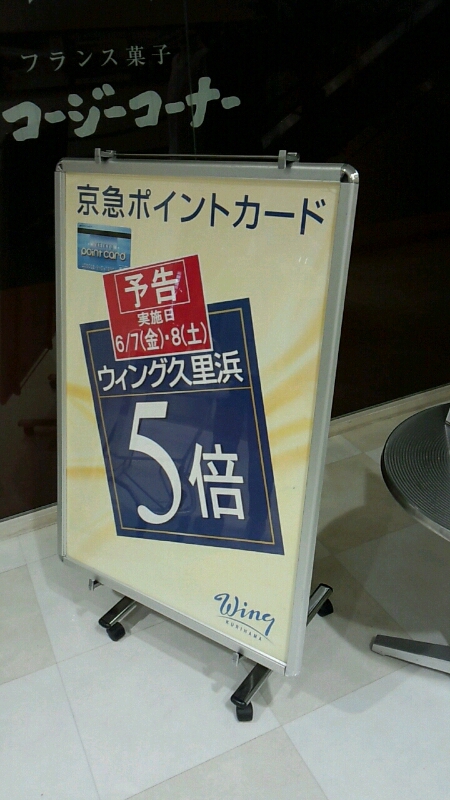 フランス菓子
コージーコーナー
京急ポイントカード
point card
予告
実施日
6/7(金)・8(土)
ウィング久里浜
5倍
Wing
KURIHAMA